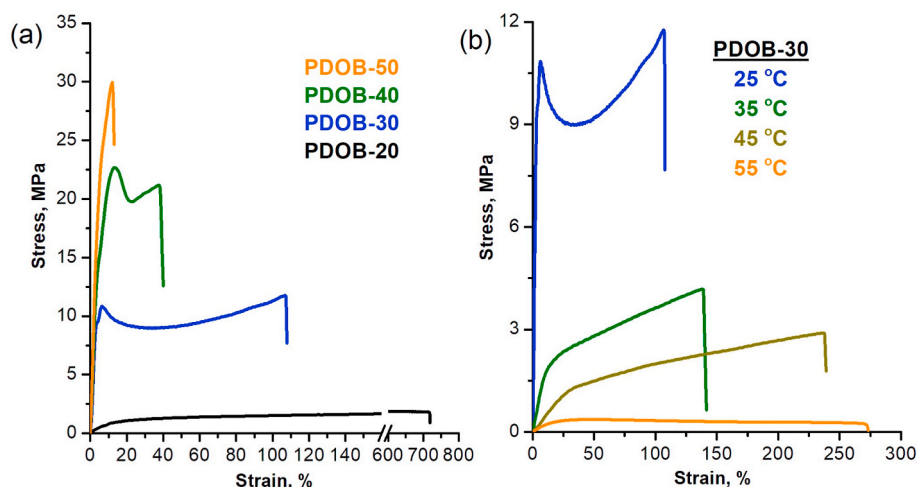 (a)
35
30
25
20
15
10
5
0
Stress, MPa
PDOB-50
PDOB-40
PDOB-30
PDOB-20
0 20 40 60 80 100 120 140 160 600 700 800
Strain, %
(b)
12
9
6
3
0
Stress, MPa
PDOB-30
25 °C
35 °C
45 °C
55 °C
0 50 100 150 200 250 300
Strain, %